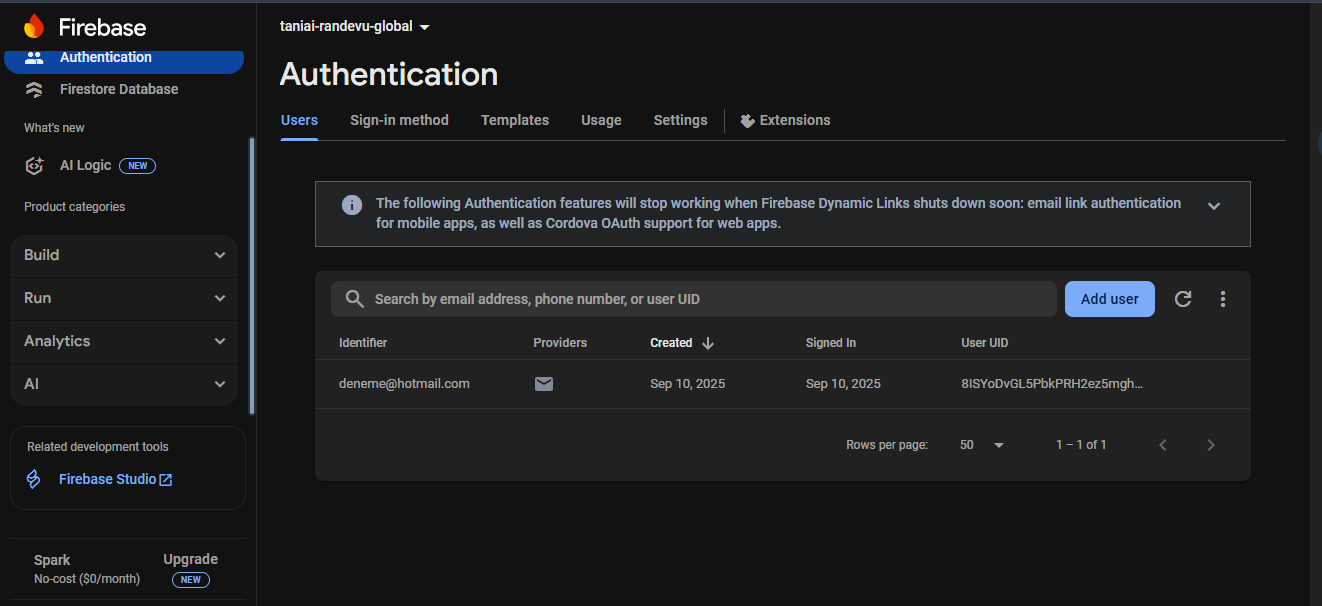 Firebase
Authentication
Firestore Database
What's new
AI Logic NEW
Product categories
Build
Run
Analytics
AI
Related development tools
Firebase Studio
Spark
No-cost ($0/month)
Upgrade
NEW
taniai-randevu-global
Authentication
Users Sign-in method Templates Usage Settings Extensions
The following Authentication features will stop working when Firebase Dynamic Links shuts down soon: email link authentication
for mobile apps, as well as Cordova OAuth support for web apps.
Search by email address, phone number, or user UID
Add user
Identifier Providers Created Signed In User UID
deneme@hotmail.com Sep 10, 2025 Sep 10, 2025 8ISYoDvGL5PbkPRH2ez5mgh...
Rows per page: 50 1 – 1 of 1